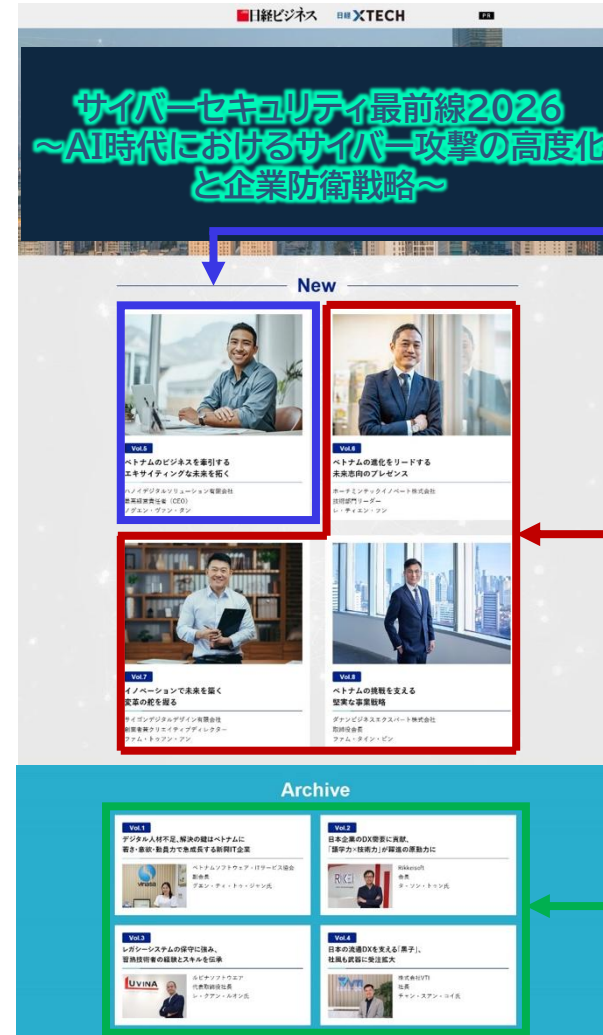 日経ビジネス 日経 XTECH PR
サイバーセキュリティ最前線2026
～AI時代におけるサイバー攻撃の高度化
と企業防衛戦略～
New
Vol.5
ベトナムのビジネスを牽引する
エキサイティングな未来を拓く
ハノイデジタルソリューション有限会社
最高経営責任者（CEO）
ノグエン・ヴァン・ダン
Vol.6
ベトナムの進化をリードする
未来志向のプレゼンス
ホーチミンテックイノベート株式会社
技術部門リーダー
レ・ティエン・フン
Vol.7
イノベーションで未来を築く
変革の舵を握る
サイゴンデジタルデザイン有限会社
創業者兼クリエイティブディレクター
ファム・トゥアン・アン
Vol.8
ベトナムの挑戦を支える
堅実な事業戦略
ダナンビジネスエクスパート株式会社
取締役会長
ファム・タイン・ビン
Archive
Vol.1
デジタル人材不足、解決の鍵はベトナムに
若さ・意欲・動員力で急成長する新興IT企業
ベトナムソフトウェア・ITサービス協会
副会長
グエン・ティ・トゥ・ジャン氏
VINASA
Vol.2
日本企業のDX需要に貢献、
「語学力×技術力」が躍進の原動力に
Rikkeisoft
会長
タ・ソン・トゥン氏
Vol.3
レガシーシステムの保守に強み、
習熟技術者の経験とスキルを伝承
ルビナソフトウエア
代表取締役社長
レ・クアン・ルオン氏
UVINA
Vol.4
日本の流通DXを支える「黒子」、
社風も武器に受注拡大
株式会社VTI
社長
チャン・スアン・コイ氏